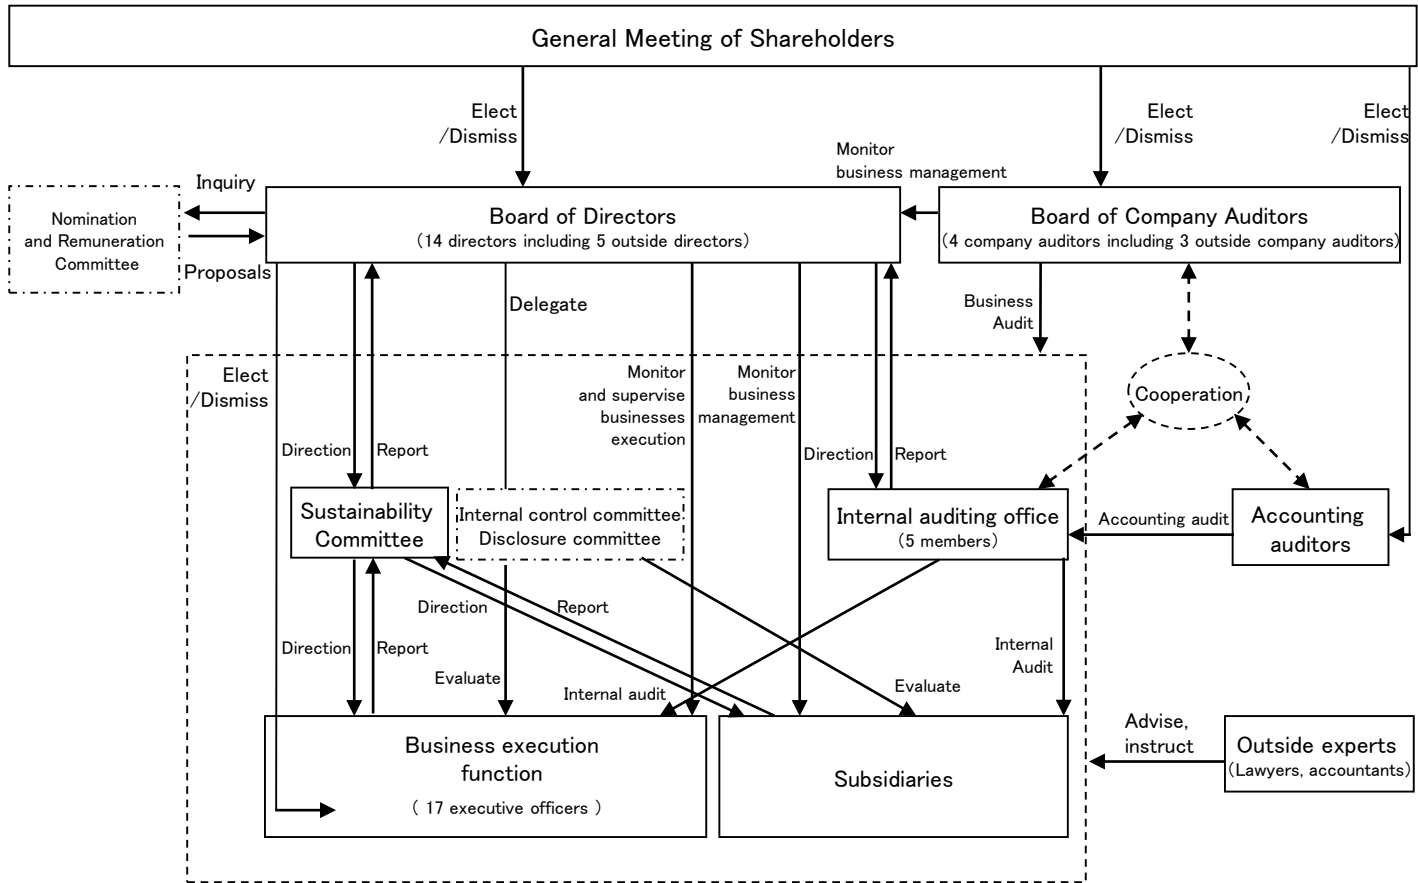 General Meeting of Shareholders
Elect
/Dismiss
Elect
/Dismiss
Elect
/Dismiss
Monitor
business management
Inquiry
Nomination
and Remuneration
Committee
Proposals
Board of Directors
(14 directors including 5 outside directors)
Board of Company Auditors
(4 company auditors including 3 outside company auditors)
Delegate
Business
Audit
Elect
/Dismiss
Monitor
and supervise
businesses
execution
Monitor
business
management
Cooperation
Direction
Report
Direction
Report
Sustainability
Committee
Internal control committee
Disclosure committee
Internal auditing office
(5 members)
Accounting audit
Accounting
auditors
Direction
Report
Direction
Report
Evaluate
Internal audit
Evaluate
Internal
Audit
Business execution
function
( 17 executive officers )
Subsidiaries
Advise,
instruct
Outside experts
(Lawyers, accountants)